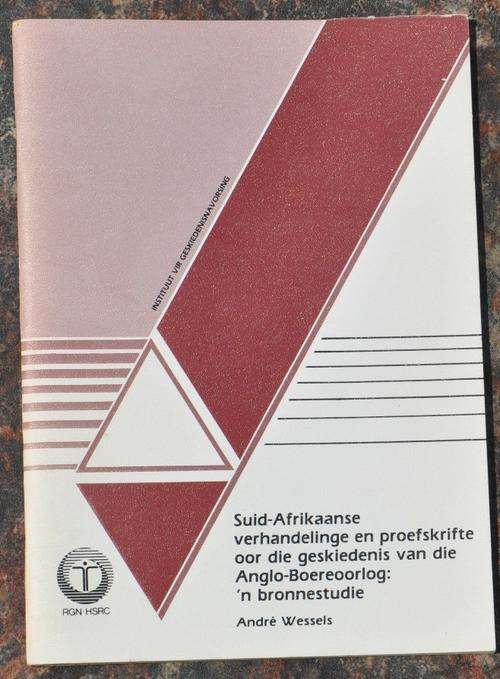 INSTITUUT VIR GESKIEDENISNAVORSING
Suid-Afrikaanse
verhandelinge en proefskrifte
oor die geskiedenis van die
Anglo-Boereoorlog:
'n bronnestudie
André Wessels
RGN·HSRC